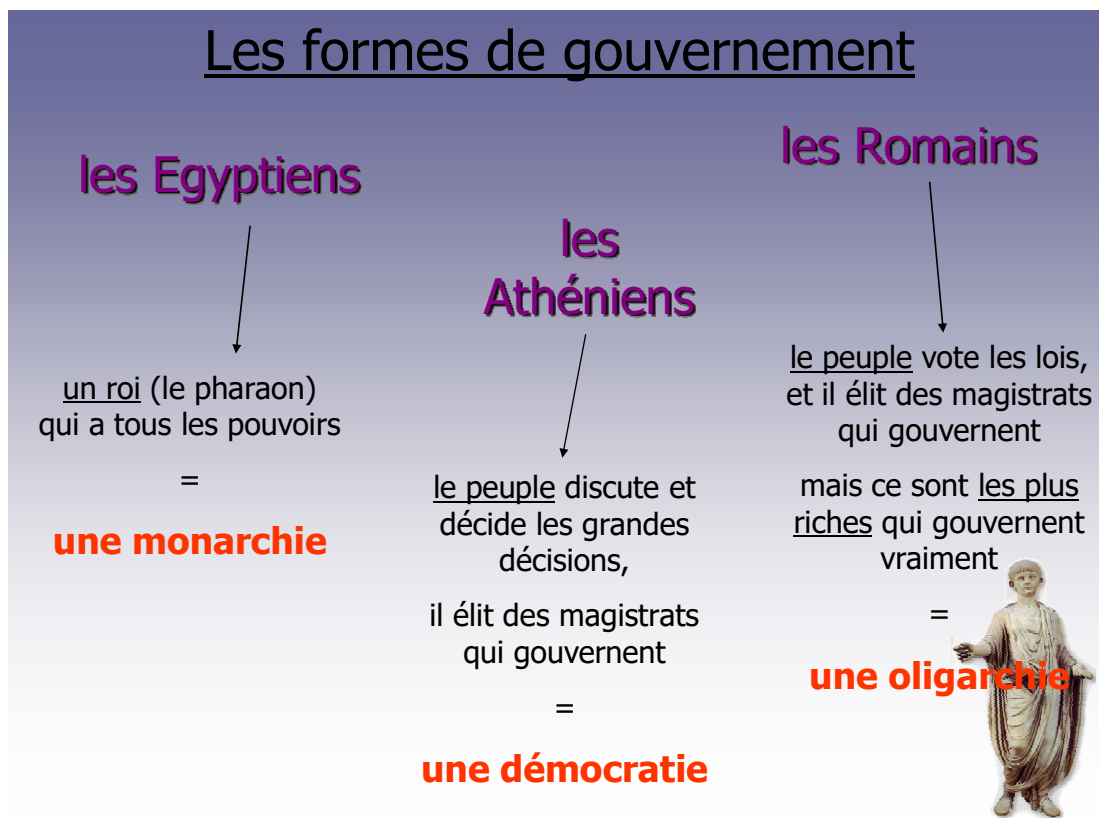 Les formes de gouvernement
les Egyptiens
un roi (le pharaon)
qui a tous les pouvoirs
=
une monarchie
les
Athéniens
le peuple discute et
décide les grandes
décisions,
il élit des magistrats
qui gouvernent
=
une démocratie
les Romains
le peuple vote les lois,
et il élit des magistrats
qui gouvernent
mais ce sont les plus
riches qui gouvernent
vraiment
=
une oligarchie